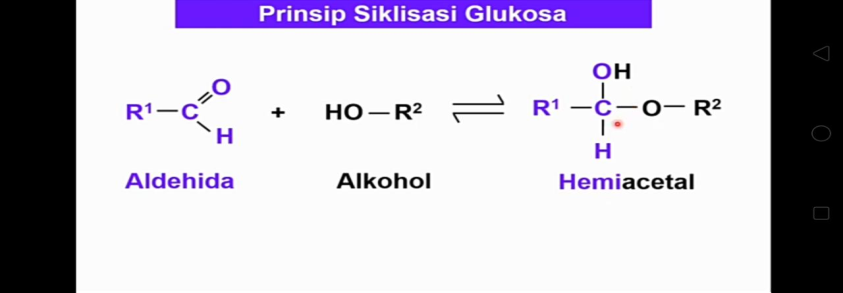 Prinsip Siklisasi Glukosa
R¹—C=O
H
+
HO—R²
⇌
OH
R¹—C—O—R²
H
Aldehida
Alkohol
Hemiacetal